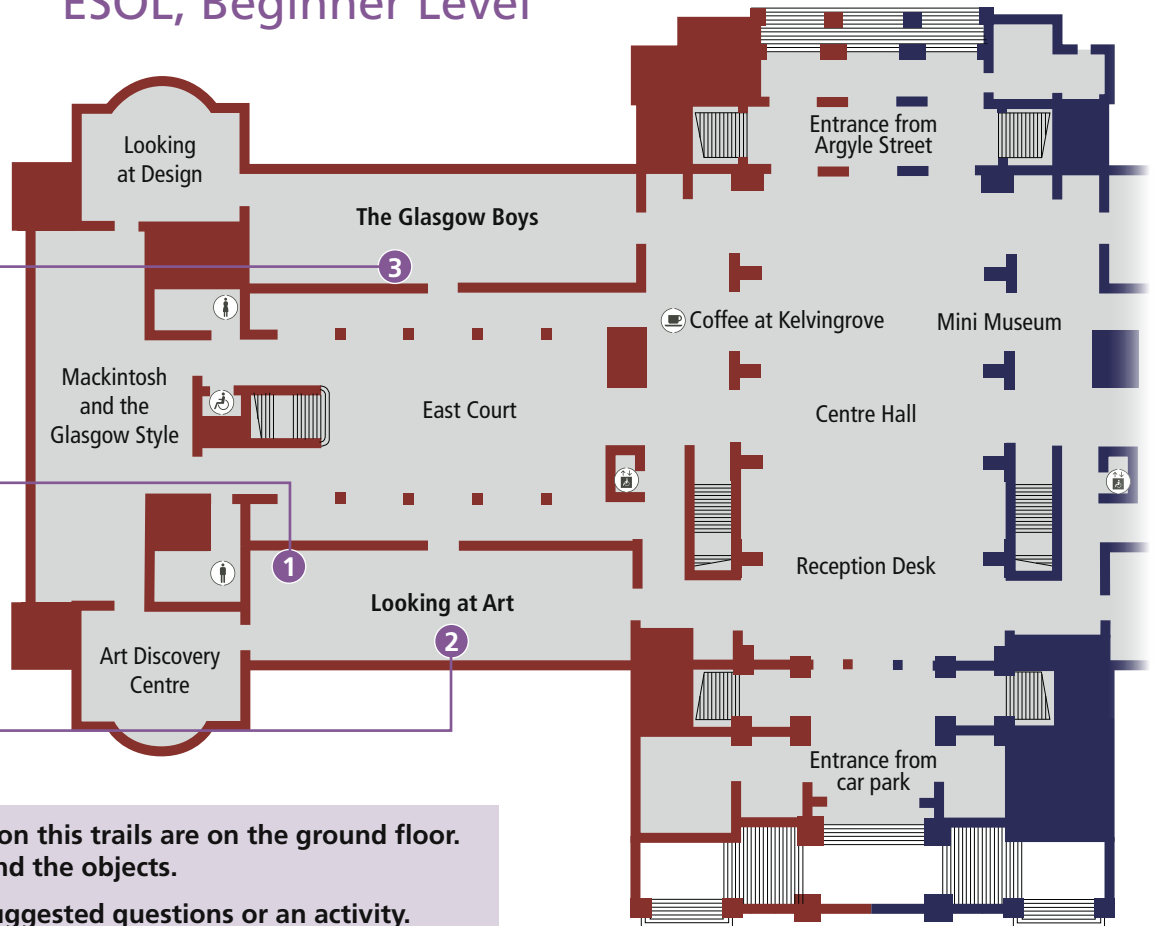 ESOL, Beginner Level
Entrance from
Argyle Street
Looking
at Design
The Glasgow Boys
3
Coffee at Kelvingrove
Mini Museum
Mackintosh
and the
Glasgow Style
East Court
Centre Hall
1
Reception Desk
Looking at Art
2
Art Discovery
Centre
Entrance from
car park
on this trails are on the ground floor.
nd the objects.
ggested questions or an activity.